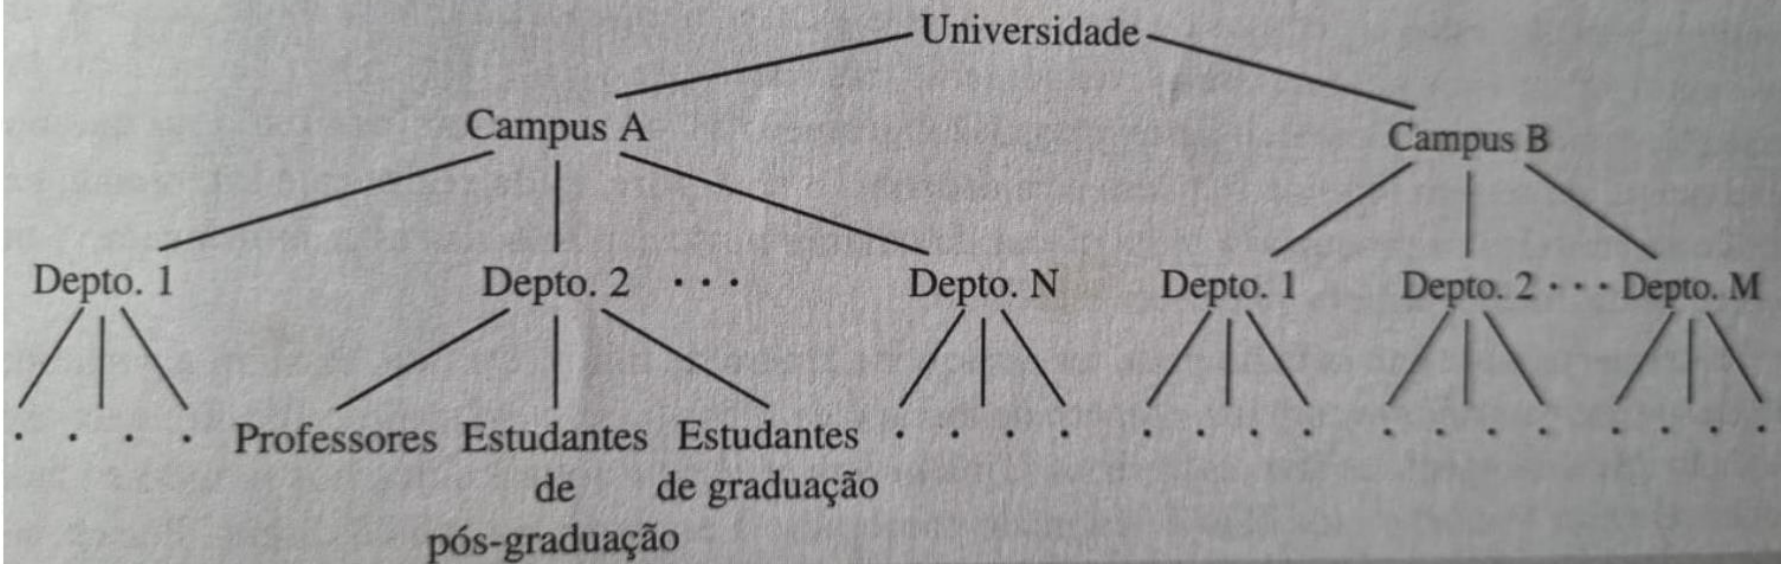 Universidade
Campus A
Campus B
Depto. 1
Depto. 2 . . .
Depto. N
Depto. 1
Depto. 2 . . . Depto. M
. . . . Professores Estudantes Estudantes . . . . . . . . . . . . . . . .
de de graduação
pós-graduação